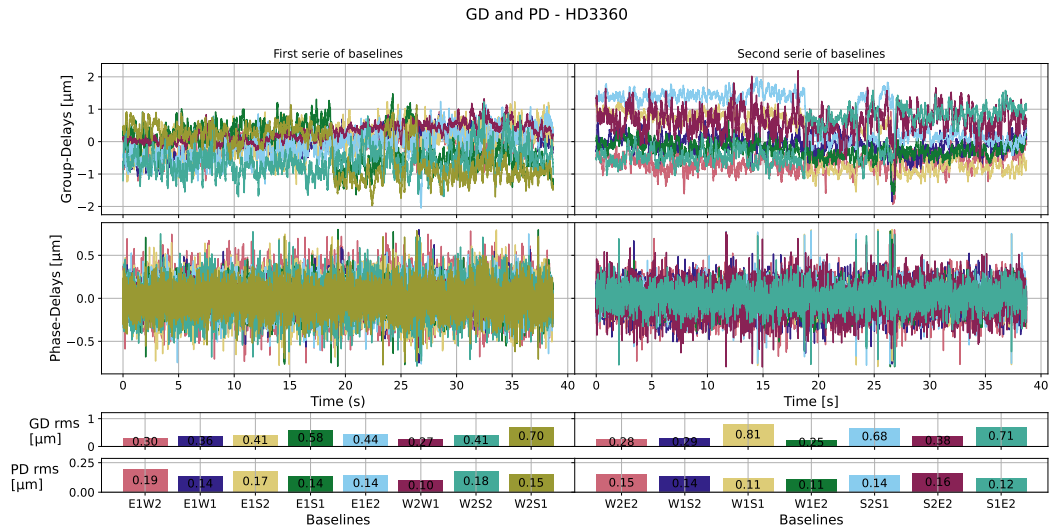 GD and PD - HD3360
First serie of baselines
Second serie of baselines
Group-Delays [µm]
2
1
0
−1
−2
Phase-Delays [µm]
0.5
0.0
−0.5
0 5 10 15 20 25 30 35 40
0 5 10 15 20 25 30 35 40
Time (s)
Time [s]
GD rms
[µm]
1
0
0.30 0.36 0.41 0.58 0.44 0.27 0.41 0.70
0.28 0.29 0.81 0.25 0.68 0.38 0.71
PD rms
[µm]
0.25
0.00
0.19 0.14 0.17 0.14 0.14 0.10 0.18 0.15
0.15 0.14 0.11 0.11 0.14 0.16 0.12
E1W2 E1W1 E1S2 E1S1 E1E2 W2W1 W2S2 W2S1
W2E2 W1S2 W1S1 W1E2 S2S1 S2E2 S1E2
Baselines
Baselines